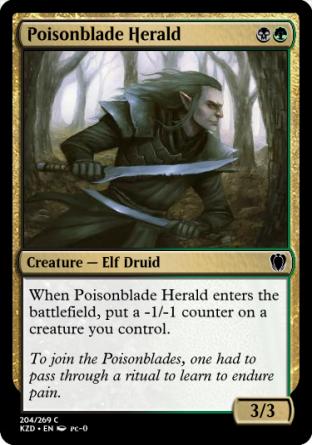 Poisonblade Herald
Creature — Elf Druid
When Poisonblade Herald enters the
battlefield, put a -1/-1 counter on a
creature you control.
To join the Poisonblades, one had to
pass through a ritual to learn to endure
pain.
3/3
204/269 C
KZD • EN PC-0